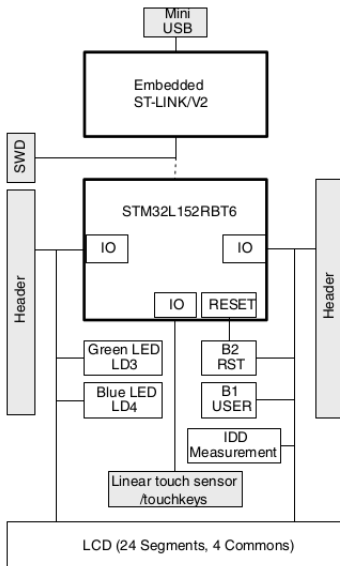 Mini
USB
Embedded
ST-LINK/V2
SWD
STM32L152RBT6
Header
IO
IO
Header
IO
RESET
Green LED
LD3
B2
RST
Blue LED
LD4
B1
USER
IDD
Measurement
Linear touch sensor
/touchkeys
LCD (24 Segments, 4 Commons)